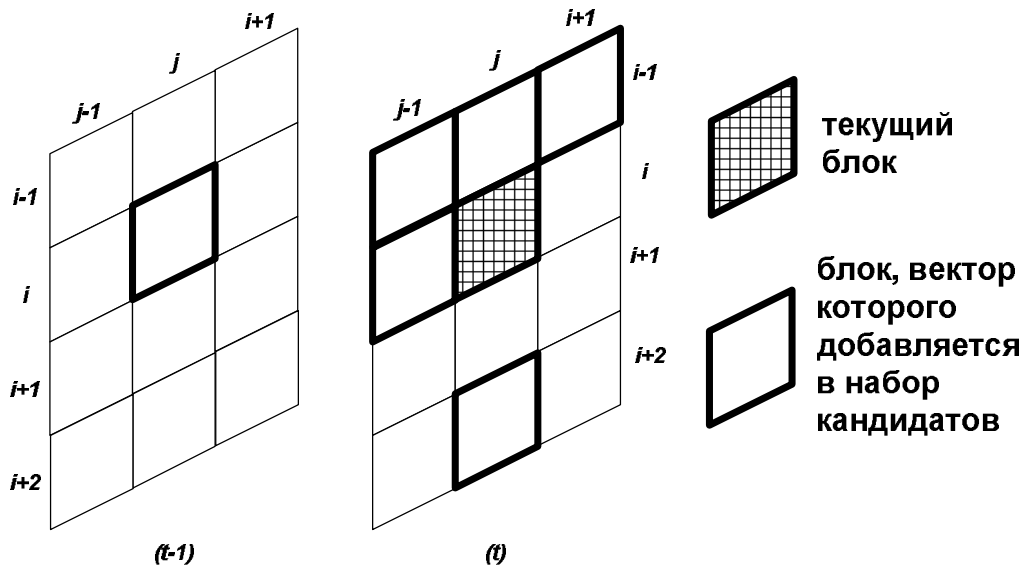 i+1
j
j-1
i-1
i
i+1
i+2
(t-1)
i+1
j
j-1
i-1
i
i+1
i+2
(t)
текущий
блок
блок, вектор
которого
добавляется
в набор
кандидатов